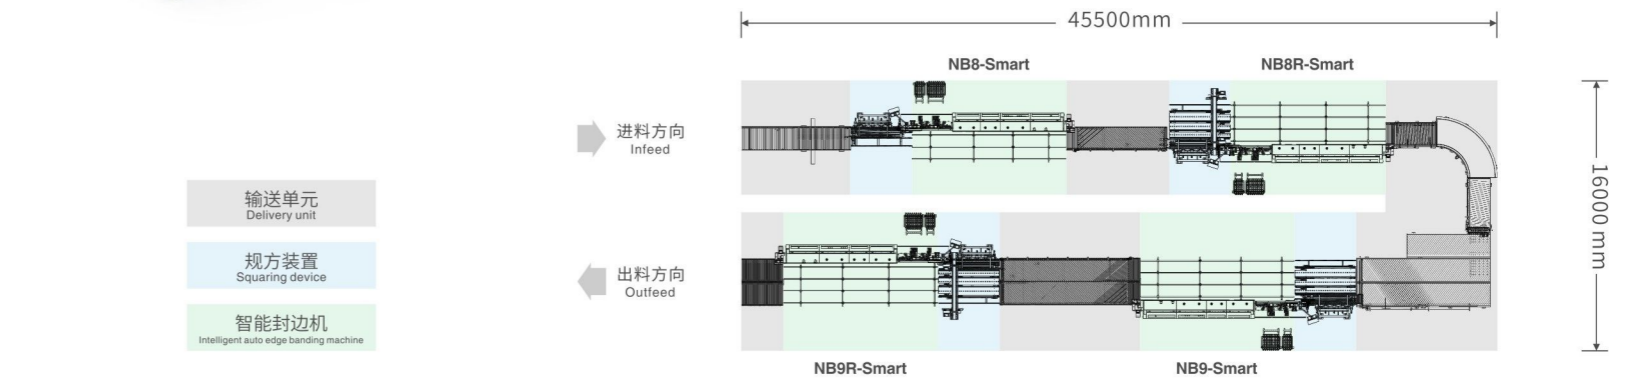 45500mm
NB8-Smart
NB8R-Smart
进料方向
Infeed
输送单元
Delivery unit
规方装置
Squaring device
智能封边机
Intelligent auto edge banding machine
出料方向
Outfeed
16000 mm
NB9R-Smart
NB9-Smart